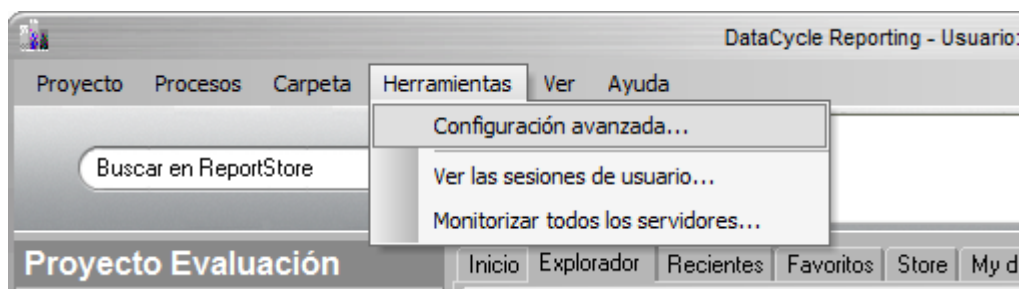 DataCycle Reporting - Usuario:
Proyecto Procesos Carpeta Herramientas Ver Ayuda
Configuración avanzada...
Buscar en ReportStore
Ver las sesiones de usuario...
Monitorizar todos los servidores...
Proyecto Evaluación
Inicio Explorador Recientes Favoritos Store My d